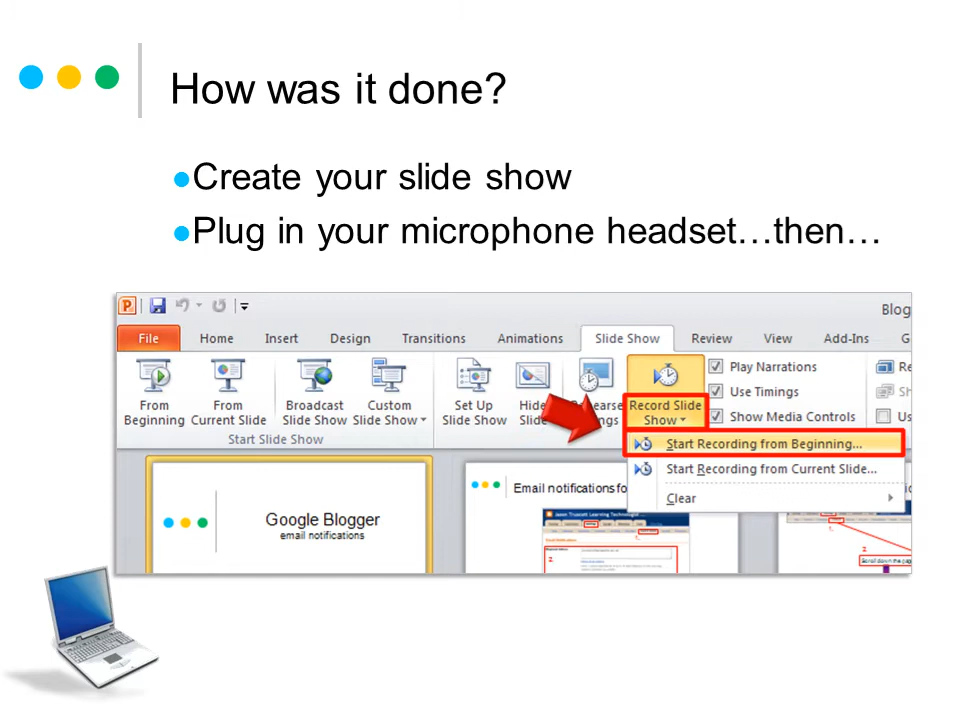 How was it done?
Create your slide show
Plug in your microphone headset…then…
Blog
File Home Insert Design Transitions Animations Slide Show Review View Add-Ins G
From Beginning
From Current Slide
Broadcast Slide Show
Custom Slide Show
Set Up Slide Show
Hide Slide
Record Slide Show
Play Narrations
Use Timings
Show Media Controls
Start Slide Show
Start Recording from Beginning...
Start Recording from Current Slide...
Clear
Google Blogger
email notifications
Email notifications fo